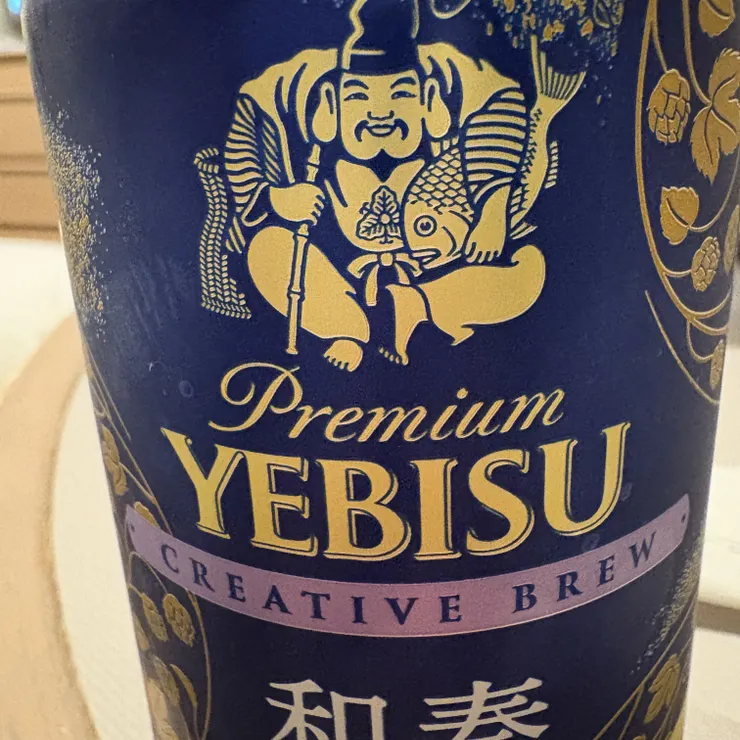 Premium
YEBISU
CREATIVE BREW
和奏